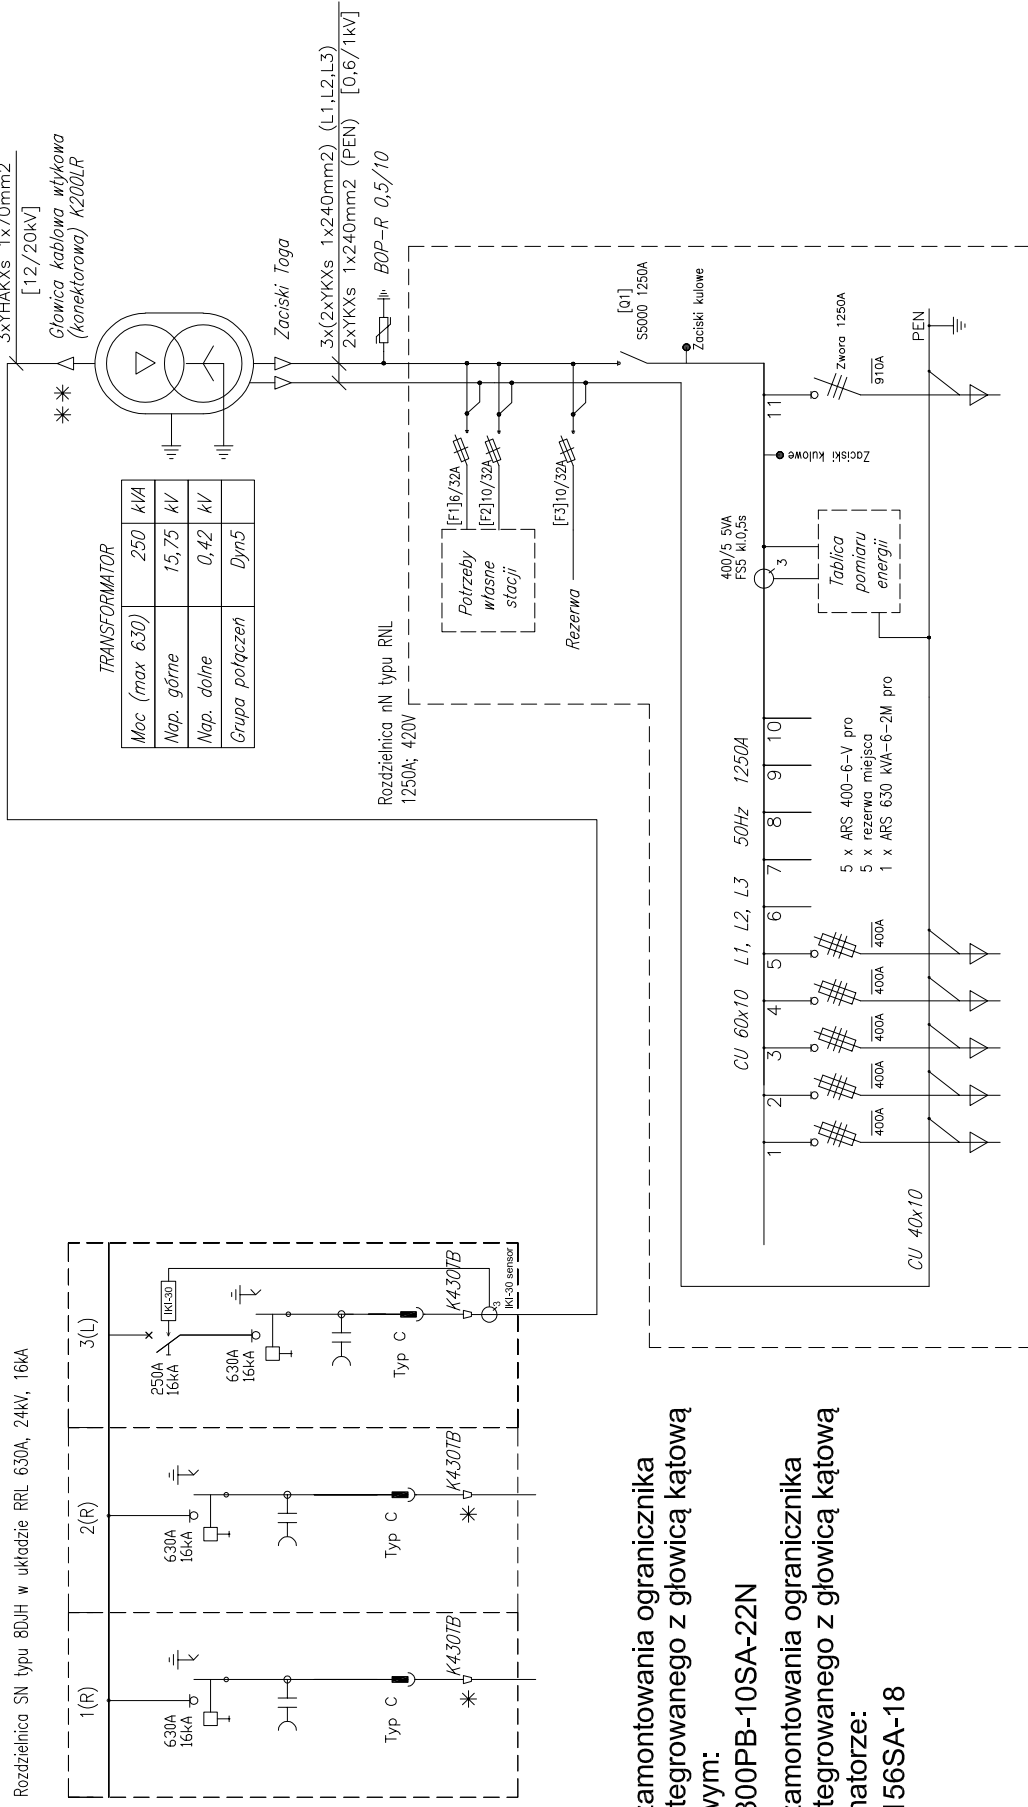 Rozdzielnica SN typu 8DJH w układzie RRL 630A, 24kV, 16kA
1(R)
630A
16kA
Typ C
K430TB
2(R)
630A
16kA
Typ C
K430TB
3(L)
250A
16kA
IKI-30
630A
16kA
Typ C
K430TB
3
IKI-30 sensor
3xYHAKXs 1x70mm2
[12/20kV]
Głowica kablowa wtykowa
(konektorowa) K200LR
TRANSFORMATOR
Moc (max 630) 250 kVA
Nap. górne 15,75 kV
Nap. dolne 0,42 kV
Grupa połączeń Dyn5
Zaciski Toga
3x(2xYKXs 1x240mm2) (L1,L2,L3)
2xYKXs 1x240mm2 (PEN) [0,6/1kV]
BOP-R 0,5/10
Rozdzielnica nN typu RNL
1250A; 420V
[F1]6/32A
[F2]10/32A
[F3]10/32A
Potrzeby
własne
stacji
Rezerwa
[Q1]
S5000 1250A
Zaciski kulowe
CU 60x10 L1, L2, L3 50Hz 1250A
1
2
3
4
5
6
7
8
9
10
11
400A
400A
400A
400A
400A
5 x ARS 400-6-V pro
5 x rezerwa miejsca
1 x ARS 630 kVA-6-2M pro
400/5 5VA
FS5 kl.0,5s
3
Tablica
pomiaru
energii
Zaciski kulowe
Zwora 1250A
910A
PEN
CU 40x10
zamontowania ogranicznika
tegrowanego z głowicą kątową
wym:
300PB-10SA-22N
zamontowania ogranicznika
tegrowanego z głowicą kątową
matorze:
156SA-18